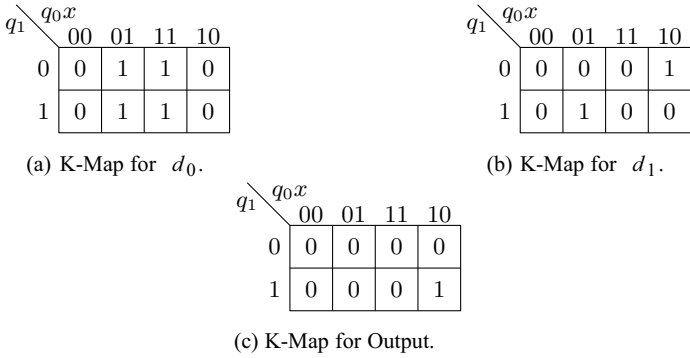 q₁ q₀x
00 01 11 10
0 0 1 1 0
1 0 1 1 0
(a) K-Map for d₀.
q₁ q₀x
00 01 11 10
0 0 0 0 1
1 0 1 0 0
(b) K-Map for d₁.
q₁ q₀x
00 01 11 10
0 0 0 0 0
1 0 0 0 1
(c) K-Map for Output.